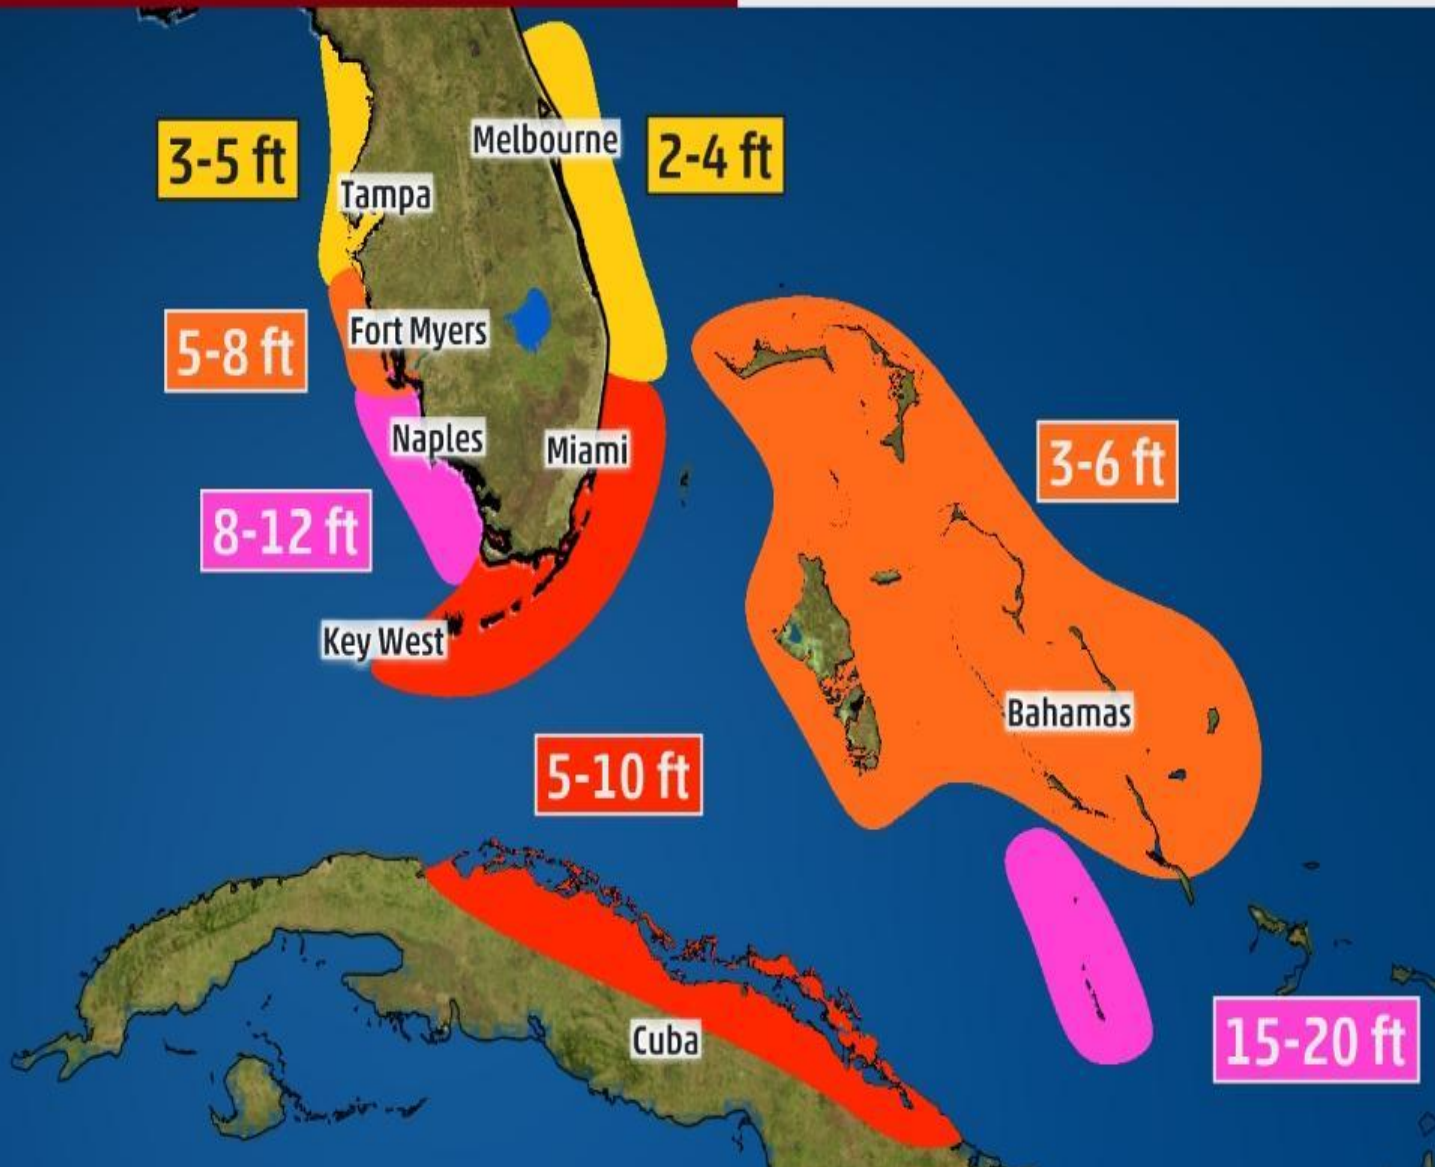 Melbourne
3-5 ft
2-4 ft
Tampa
Fort Myers
5-8 ft
Naples
Miami
3-6 ft
8-12 ft
Key West
Bahamas
5-10 ft
Cuba
15-20 ft